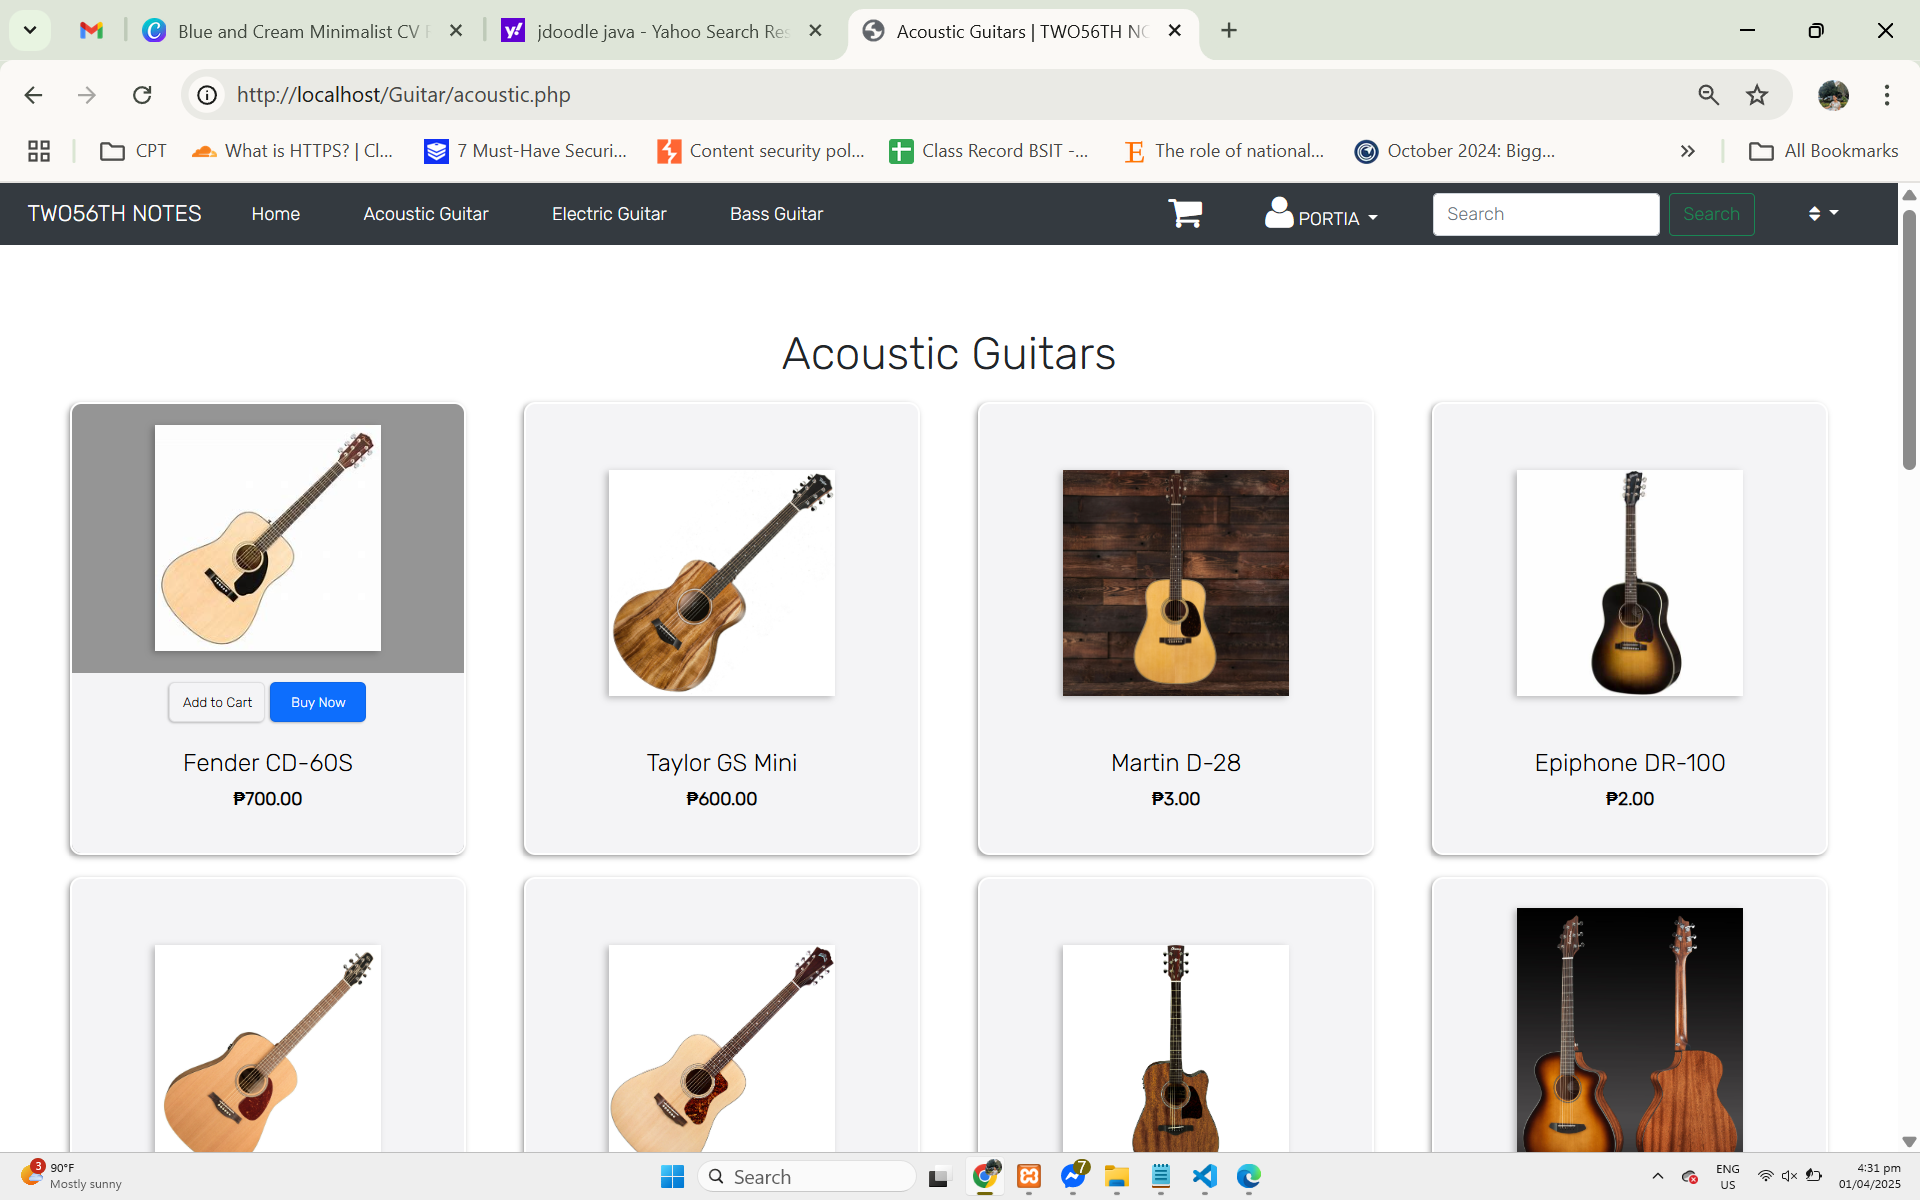 Blue and Cream Minimalist CV
jdoodle java - Yahoo Search Res
Acoustic Guitars | TWO56TH NO
http://localhost/Guitar/acoustic.php
CPT
What is HTTPS? | Cl...
7 Must-Have Securi...
Content security pol...
Class Record BSIT -...
The role of national...
October 2024: Bigg...
All Bookmarks
TWO56TH NOTES
Home
Acoustic Guitar
Electric Guitar
Bass Guitar
PORTIA
Search
Search
Acoustic Guitars
Add to Cart
Buy Now
Fender CD-60S
₱700.00
Taylor GS Mini
₱600.00
Martin D-28
₱3.00
Epiphone DR-100
₱2.00
3
90°F
Mostly sunny
Search
7
ENG
US
4:31 pm
01/04/2025